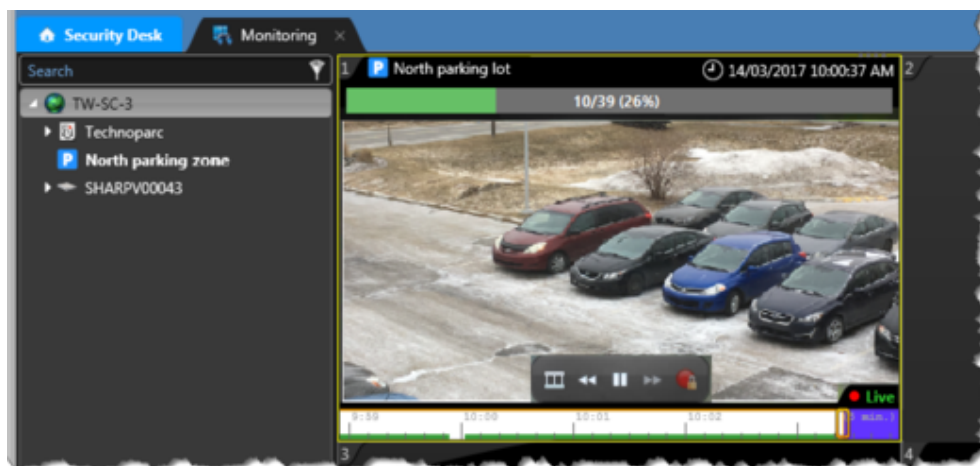 Security Desk
Monitoring
Search
TW-SC-3
Technoparc
North parking zone
SHARPV00043
1
P North parking lot
14/03/2017 10:00:37 AM
2
10/39 (26%)
Live
9:59 10:00 10:01 10:02
min.)
3
4